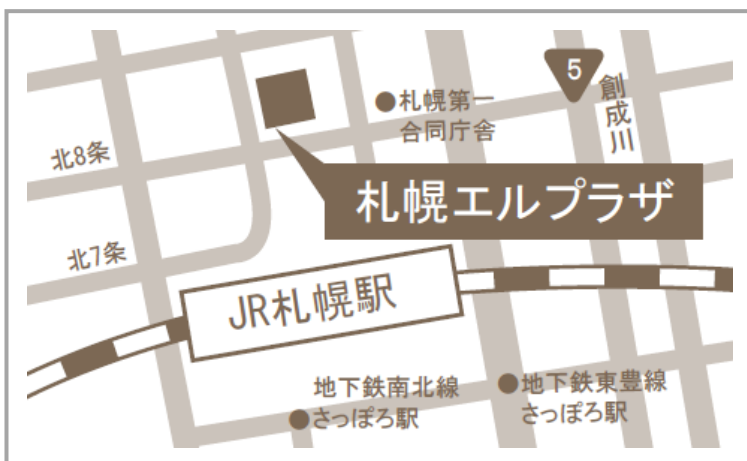 5
創成川
札幌第一
合同庁舎
北8条
札幌エルプラザ
北7条
JR札幌駅
地下鉄南北線
さっぽろ駅
地下鉄東豊線
さっぽろ駅